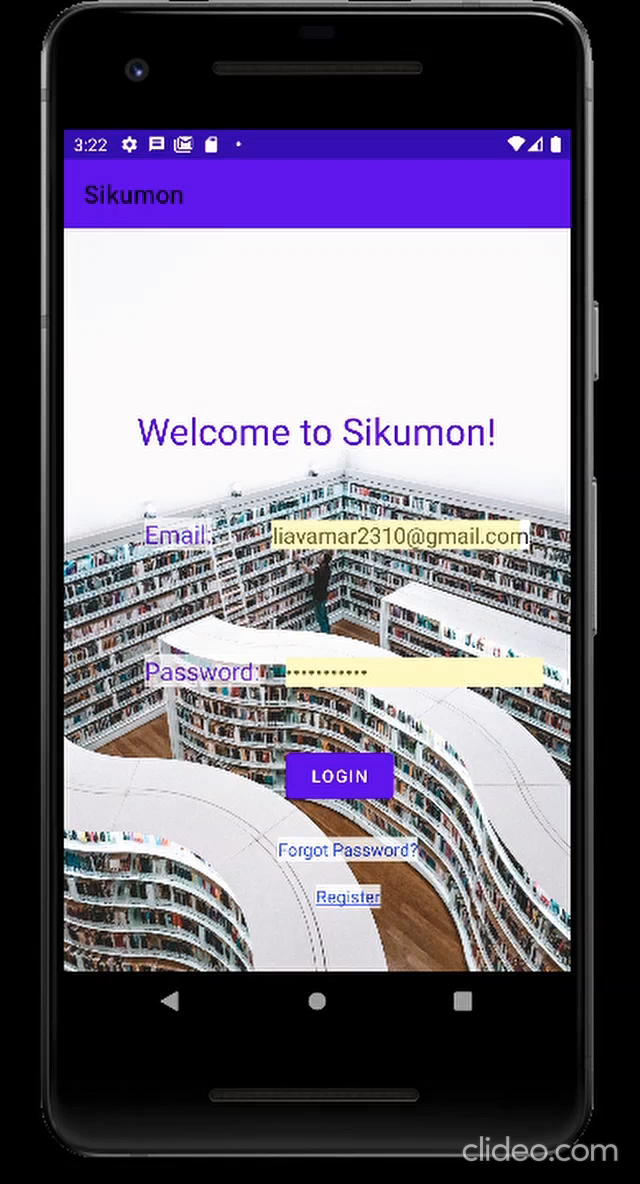 3:22
Sikumon
Welcome to Sikumon!
Email:
liavamar2310@gmail.com
Password:
•••••••••••
LOGIN
Forgot Password?
Register
clideo.com